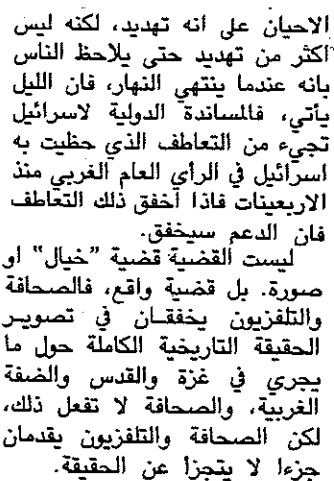 الاحيان على انه تهديد، لكنه ليس
اكثر من تهديد حتى يلاحظ الناس
بانه عندما ينتهي النهار، فان الليل
يأتي، فالمساندة الدولية لاسرائيل
تجيء من التعاطف الذي حظيت به
اسرائيل في الرأي العام الغربي منذ
الاربعينات فاذا اخفق ذلك التعاطف
فان الدعم سيخفق.
ليست القضية قضية "خيال" او
صورة. بل قضية واقع، فالصحافة
والتلفزيون يخفقان في تصوير
الحقيقة التاريخية الكاملة حول ما
يجري في غزة والقدس والضفة
الغربية، والصحافة لا تفعل ذلك،
لكن الصحافة والتلفزيون يقدمان
جزءا لا يتجزأ عن الحقيقة.